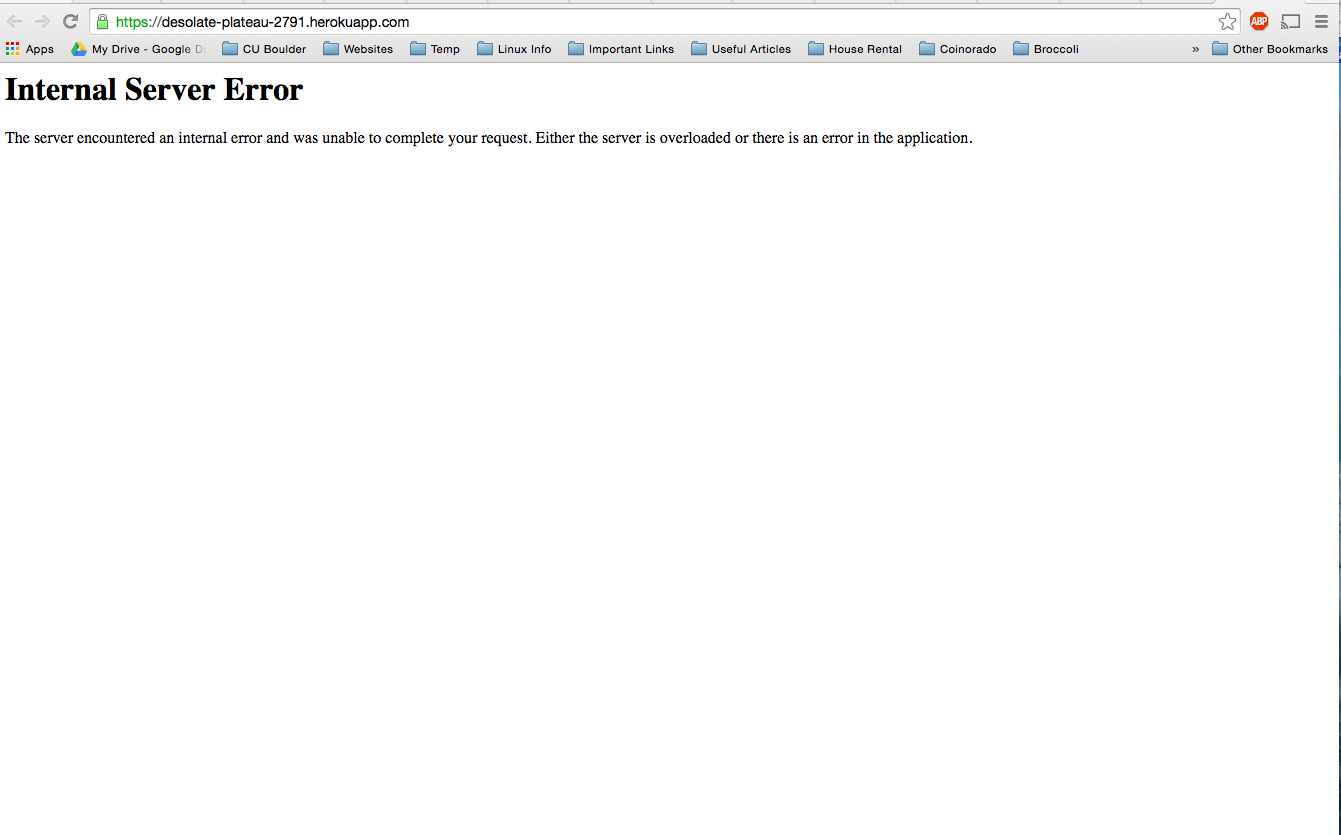 https://desolate-plateau-2791.herokuapp.com
ABP
Apps My Drive - Google D CU Boulder Websites Temp Linux Info Important Links Useful Articles House Rental Coinorado Broccoli » Other Bookmarks
Internal Server Error
The server encountered an internal error and was unable to complete your request. Either the server is overloaded or there is an error in the application.